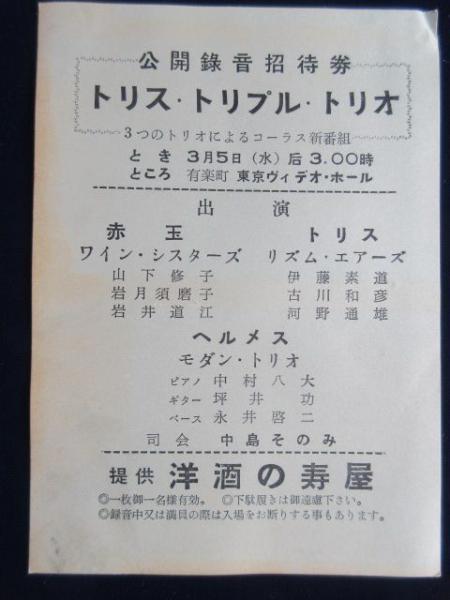 公開録音招待券
トリス・トリプル・トリオ
3つのトリオによるコーラス新番組
とき 3月5日(水)后3.00時
ところ 有楽町 東京ヴィデオ・ホール
出演
赤玉 トリス
ワイン・シスターズ リズム・エアーズ
山下修子 伊藤素道
岩月須磨子 古川和彦
岩井道江 河野通雄
ヘルメス
モダン・トリオ
ピアノ 中村八大
ギター 坪井功
ベース 永井啓二
司会 中島そのみ
提供 洋酒の寿屋
◎一枚御一名様有効。 ◎下駄履きは御遠慮下さい。
◎録音中又は満員の際は入場をお断りする事もあります。